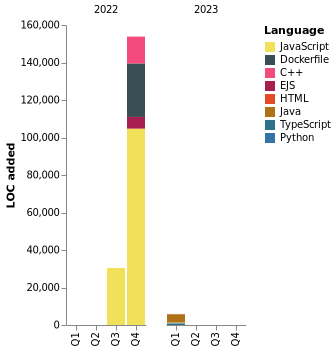 2022 2023
LOC added
160,000
140,000
120,000
100,000
80,000
60,000
40,000
20,000
0
Q1 Q2 Q3 Q4 Q1 Q2 Q3 Q4
Language
JavaScript
Dockerfile
C++
EJS
HTML
Java
TypeScript
Python